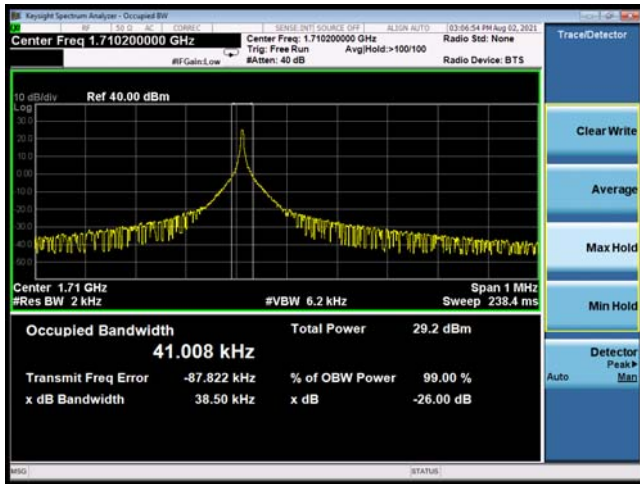 Keysight Spectrum Analyzer - Occupied BW
RF 50 Ω AC CORREC SENSE:INT SOURCE OFF ALIGN AUTO 03:06:54 PM Aug 02, 2021
Center Freq 1.710200000 GHz
Center Freq: 1.710200000 GHz
Radio Std: None
Trig: Free Run Avg|Hold:>100/100
#IFGain:Low #Atten: 40 dB Radio Device: BTS
10 dB/div Ref 40.00 dBm
Log
30.0
20.0
10.0
0.00
-10.0
-20.0
-30.0
-40.0
-50.0
Center 1.71 GHz Span 1 MHz
#Res BW 2 kHz #VBW 6.2 kHz Sweep 238.4 ms
Occupied Bandwidth Total Power 29.2 dBm
41.008 kHz
Transmit Freq Error -87.822 kHz % of OBW Power 99.00 %
x dB Bandwidth 38.50 kHz x dB -26.00 dB
MSG STATUS
Trace/Detector
Clear Write
Average
Max Hold
Min Hold
Detector
Peak▶
Auto Man